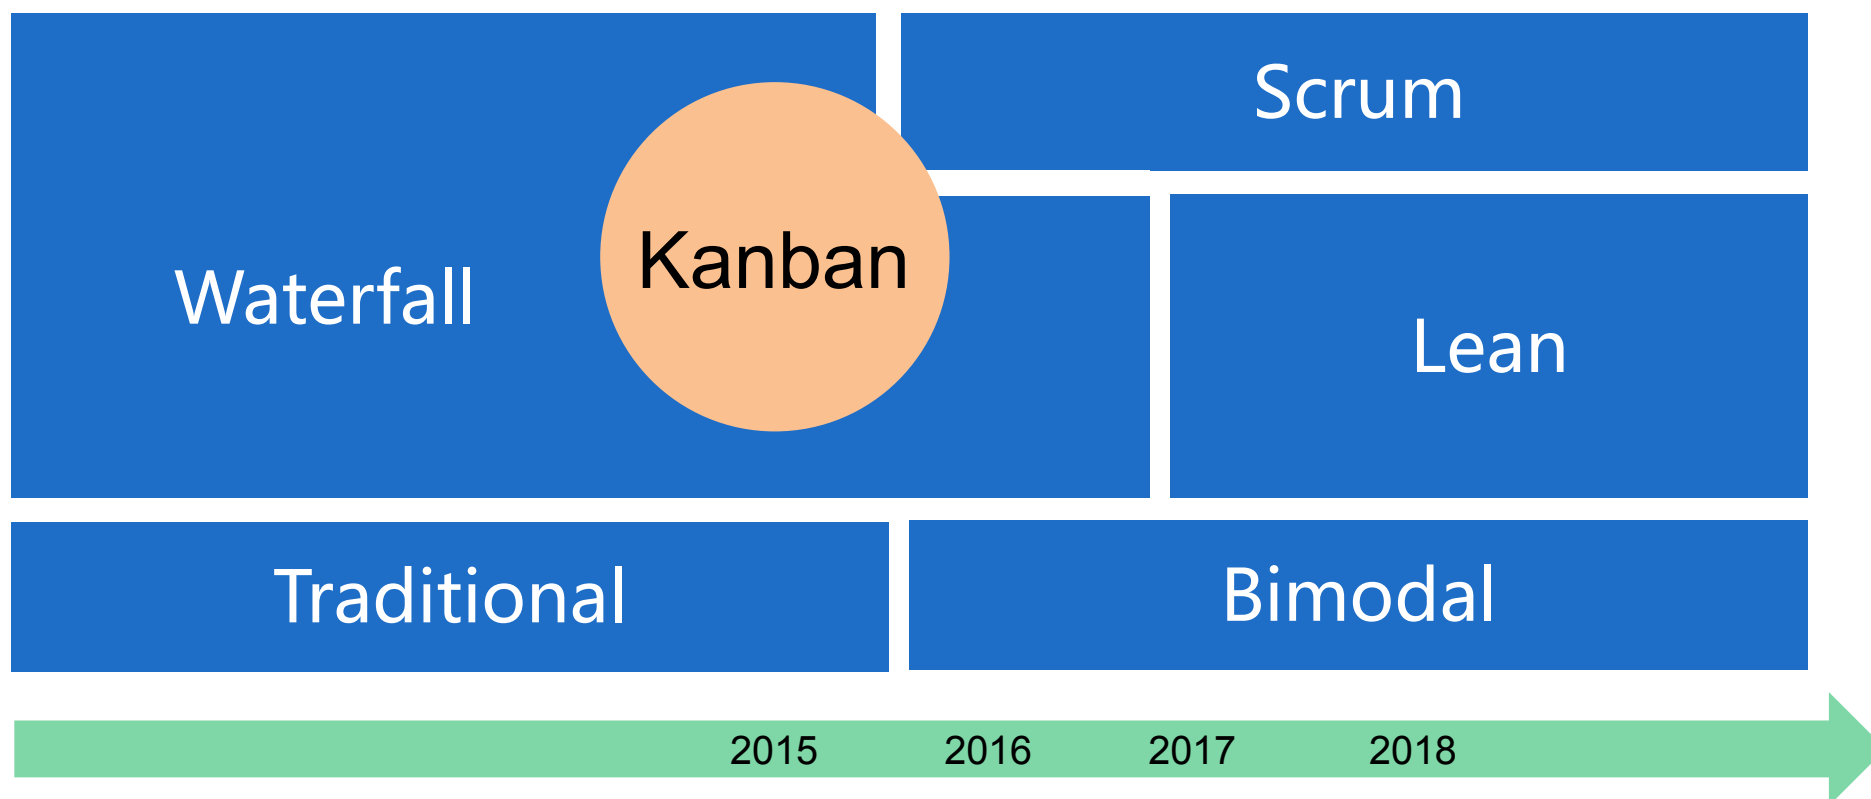 Scrum
Kanban
Waterfall
Lean
Traditional
Bimodal
2015 2016 2017 2018